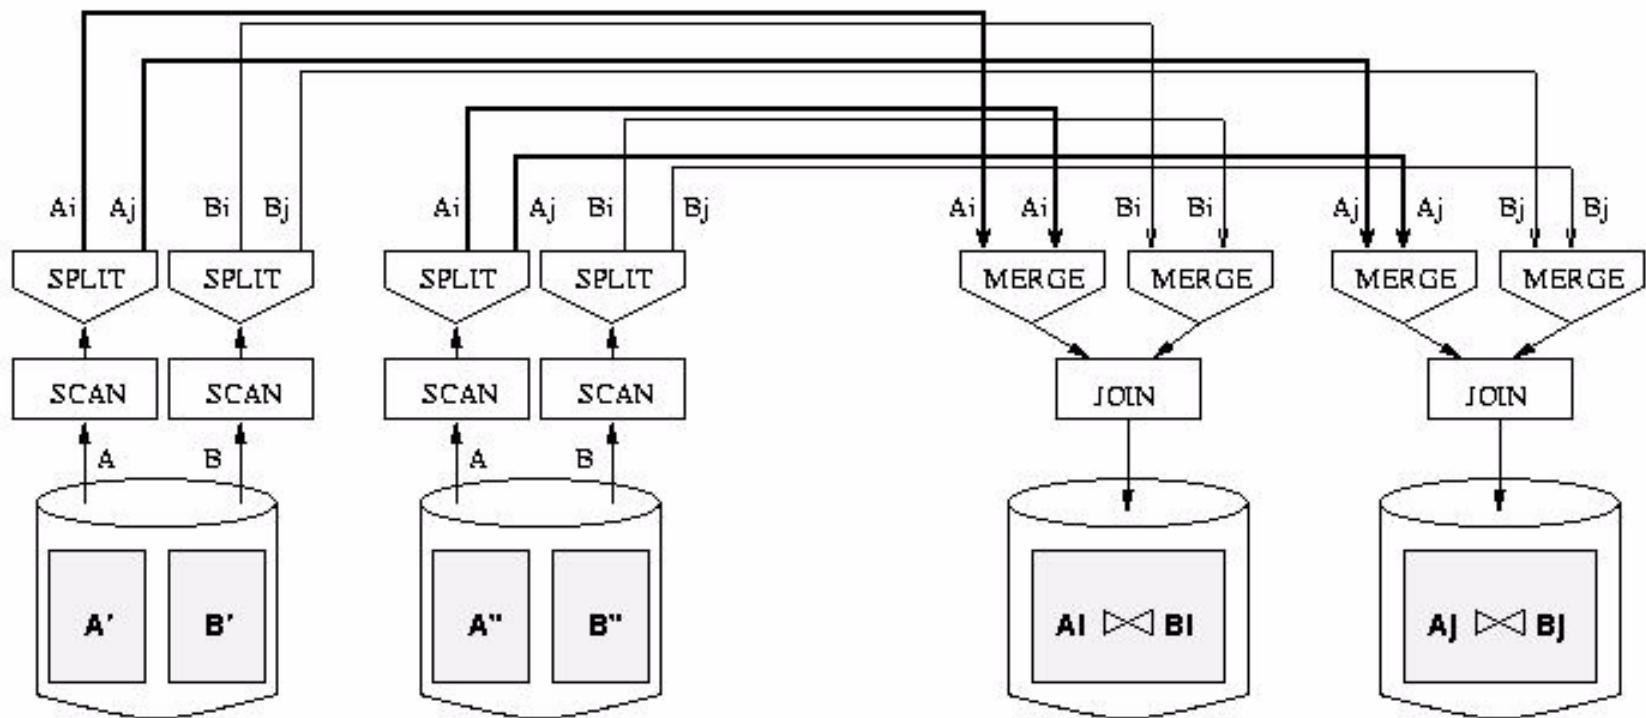 Ai Aj Bi Bj Ai Aj Bi Bj Ai Ai Bi Bi Aj Aj Bj Bj
SPLIT SPLIT SPLIT SPLIT MERGE MERGE MERGE MERGE
SCAN SCAN SCAN SCAN JOIN JOIN
A B A B
A' B' A" B" AI ⋈ BI AJ ⋈ BJ